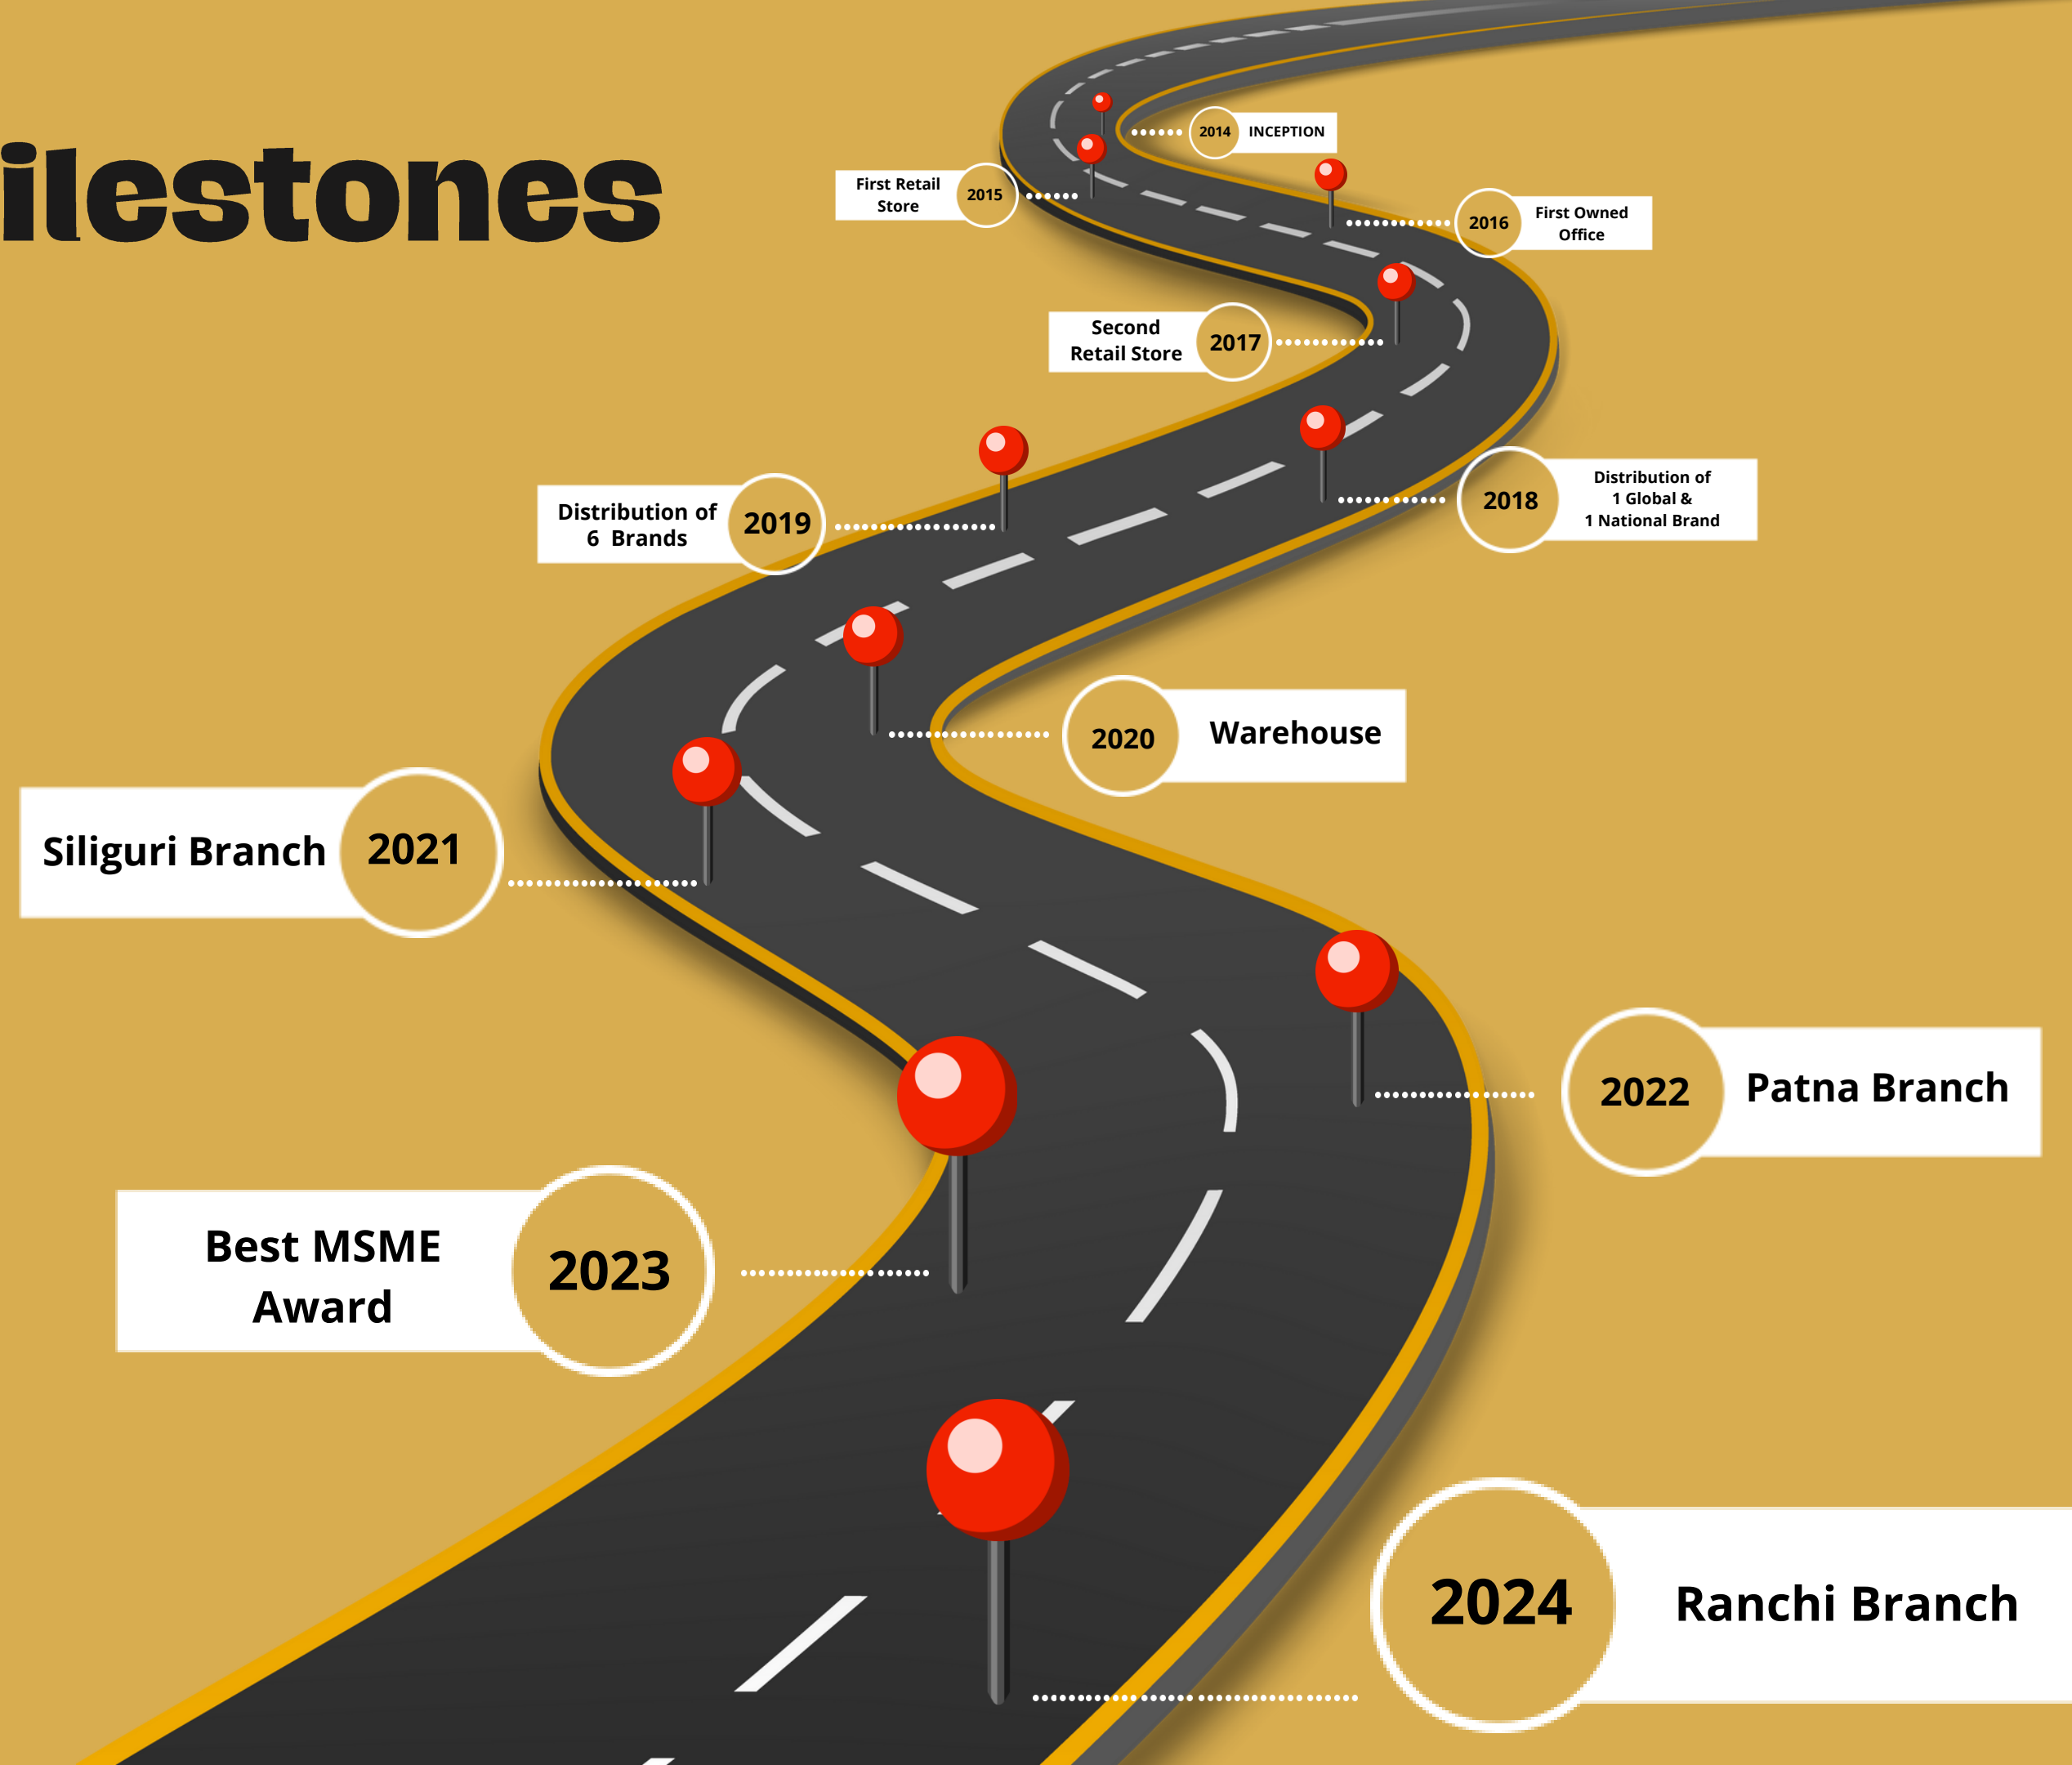 ilestones
2014 INCEPTION
First Retail
Store
2015
2016
First Owned
Office
Second
Retail Store
2017
2018
Distribution of
1 Global &
1 National Brand
Distribution of
6 Brands
2019
2020 Warehouse
Siliguri Branch 2021
2022 Patna Branch
Best MSME
Award
2023
2024 Ranchi Branch